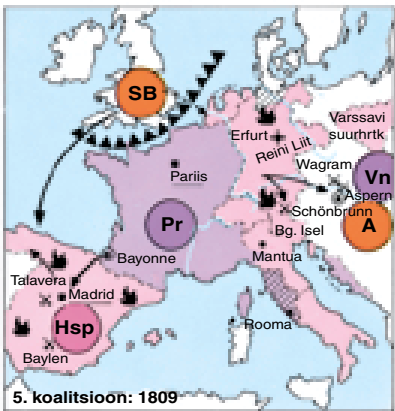 SB
Erfurt
Reini Liit
Varssavi
suurhrtk
Pariis
Wagram
Vn
Aspern
Schönbrunn
A
Pr
Bg. Isel
Bayonne
Mantua
Talavera
Madrid
Hsp
Rooma
Baylen
5. koalitsioon: 1809